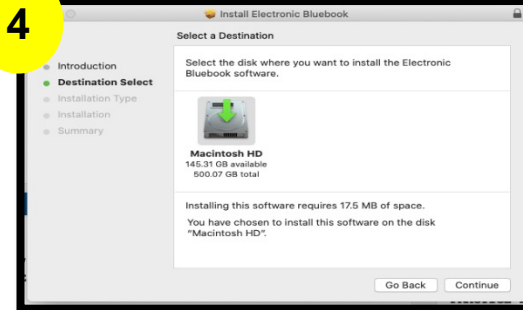 4
Install Electronic Bluebook
Select a Destination
Introduction
Destination Select
Installation Type
Installation
Summary
Select the disk where you want to install the Electronic
Bluebook software.
Macintosh HD
145.31 GB available
500.07 GB total
Installing this software requires 17.5 MB of space.
You have chosen to install this software on the disk
"Macintosh HD".
Go Back
Continue